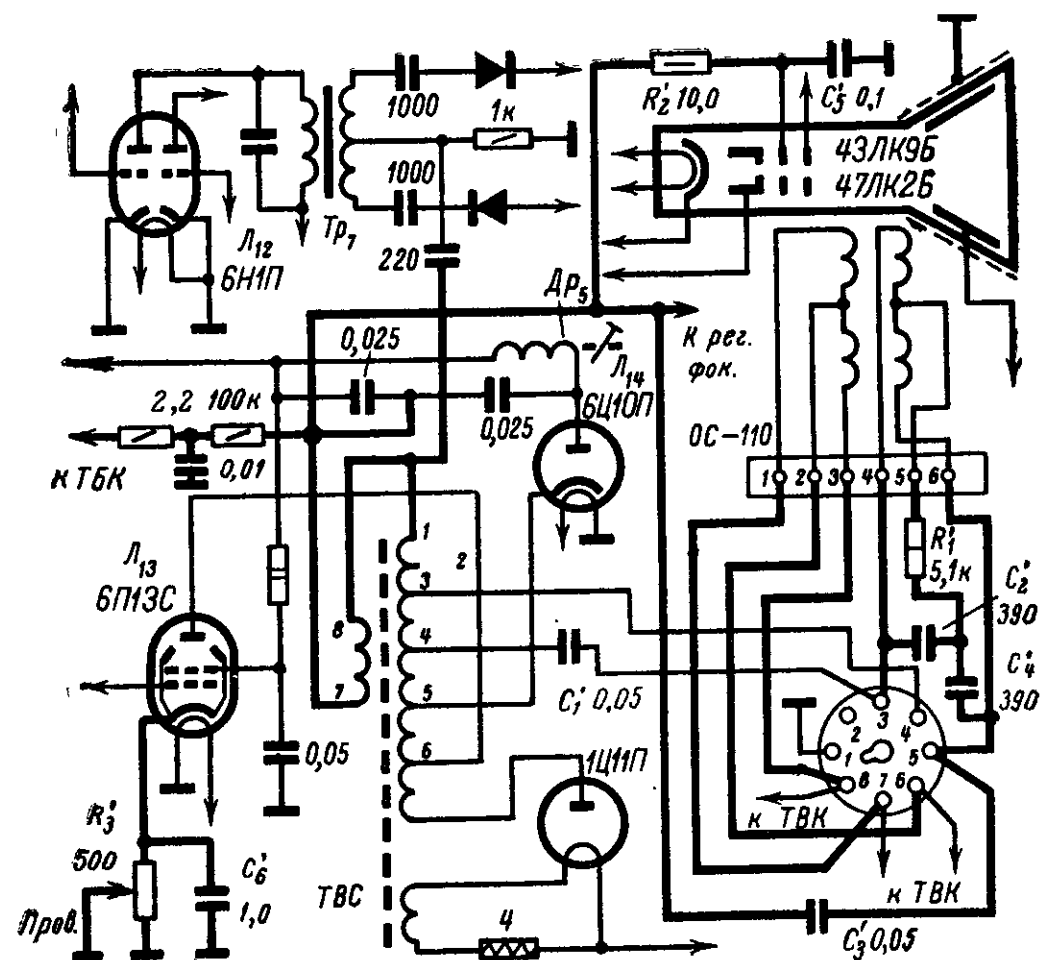 1000
1к
R₂' 10,0
C₅' 0,1
43ЛК9Б
47ЛК2Б
1000
Тр₇
Л₁₂
6Н1П
220
Др₅
0,025
К рег.
фок.
Л₁₄
6Ц10П
2,2 100к
0,025
ОС-110
к ТБК
0,01
1 2 3 4 5 6
Л₁₃
6П13С
1
2
3
R₁'
5,1к
C₂'
390
8
4
C₄'
390
7
5
C₁' 0,05
3
2
4
1
5
6
0,05
1Ц11П
8 7 6
к ТВК
R₃'
500
C₆'
1,0
ТВС
4
к ТВК
Пров.
C₃' 0,05